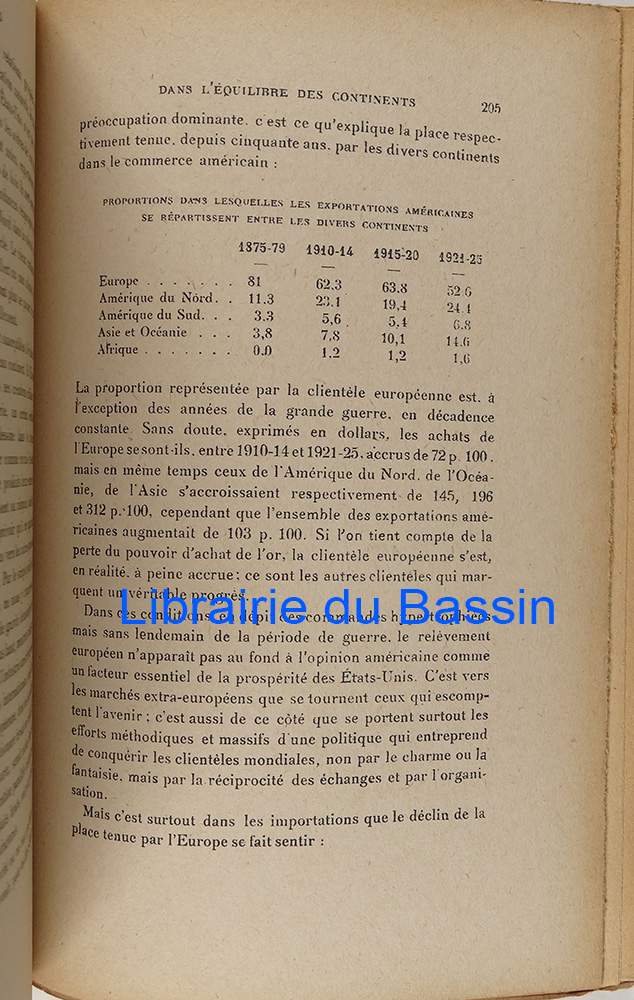 DANS L'ÉQUILIBRE DES CONTINENTS 205
préoccupation dominante. c'est ce qu'explique la place respec-
tivement tenue, depuis cinquante ans, par les divers continents
dans le commerce américain :
PROPORTIONS DANS LESQUELLES LES EXPORTATIONS AMÉRICAINES
SE RÉPARTISSENT ENTRE LES DIVERS CONTINENTS
1875-79 1910-14 1915-20 1921-25
Europe . . . . . . . 81 62,3 63,8 52,6
Amérique du Nord. . 11,3 23,1 19,4 24,4
Amérique du Sud. . . 3,3 5,6 5,4 6,8
Asie et Océanie . . . 3,8 7,8 10,1 14,6
Afrique . . . . . . . 0,0 1,2 1,2 1,6
La proportion représentée par la clientèle européenne est, à
l'exception des années de la grande guerre, en décadence
constante. Sans doute, exprimés en dollars, les achats de
l'Europe se sont-ils, entre 1910-14 et 1921-25, accrus de 72 p. 100,
mais en même temps ceux de l'Amérique du Nord, de l'Océa-
nie, de l'Asie s'accroissaient respectivement de 145, 196
et 312 p. 100, cependant que l'ensemble des exportations amé-
ricaines augmentait de 103 p. 100. Si l'on tient compte de la
perte du pouvoir d'achat de l'or, la clientèle européenne s'est,
en réalité, à peine accrue ; ce sont les autres clientèles qui mar-
quent un véritable progrès.
Librairie du Bassin
Dans ces conditions, en dépit des commandes hypertrophiées
mais sans lendemain de la période de guerre, le relèvement
européen n'apparaît pas au fond à l'opinion américaine comme
un facteur essentiel de la prospérité des États-Unis. C'est vers
les marchés extra-européens que se tournent ceux qui escomp-
tent l'avenir ; c'est aussi de ce côté que se portent surtout les
efforts méthodiques et massifs d'une politique qui entreprend
de conquérir les clientèles mondiales, non par le charme ou la
fantaisie, mais par la réciprocité des échanges et par l'organi-
sation.
Mais c'est surtout dans les importations que le déclin de la
place tenue par l'Europe se fait sentir :